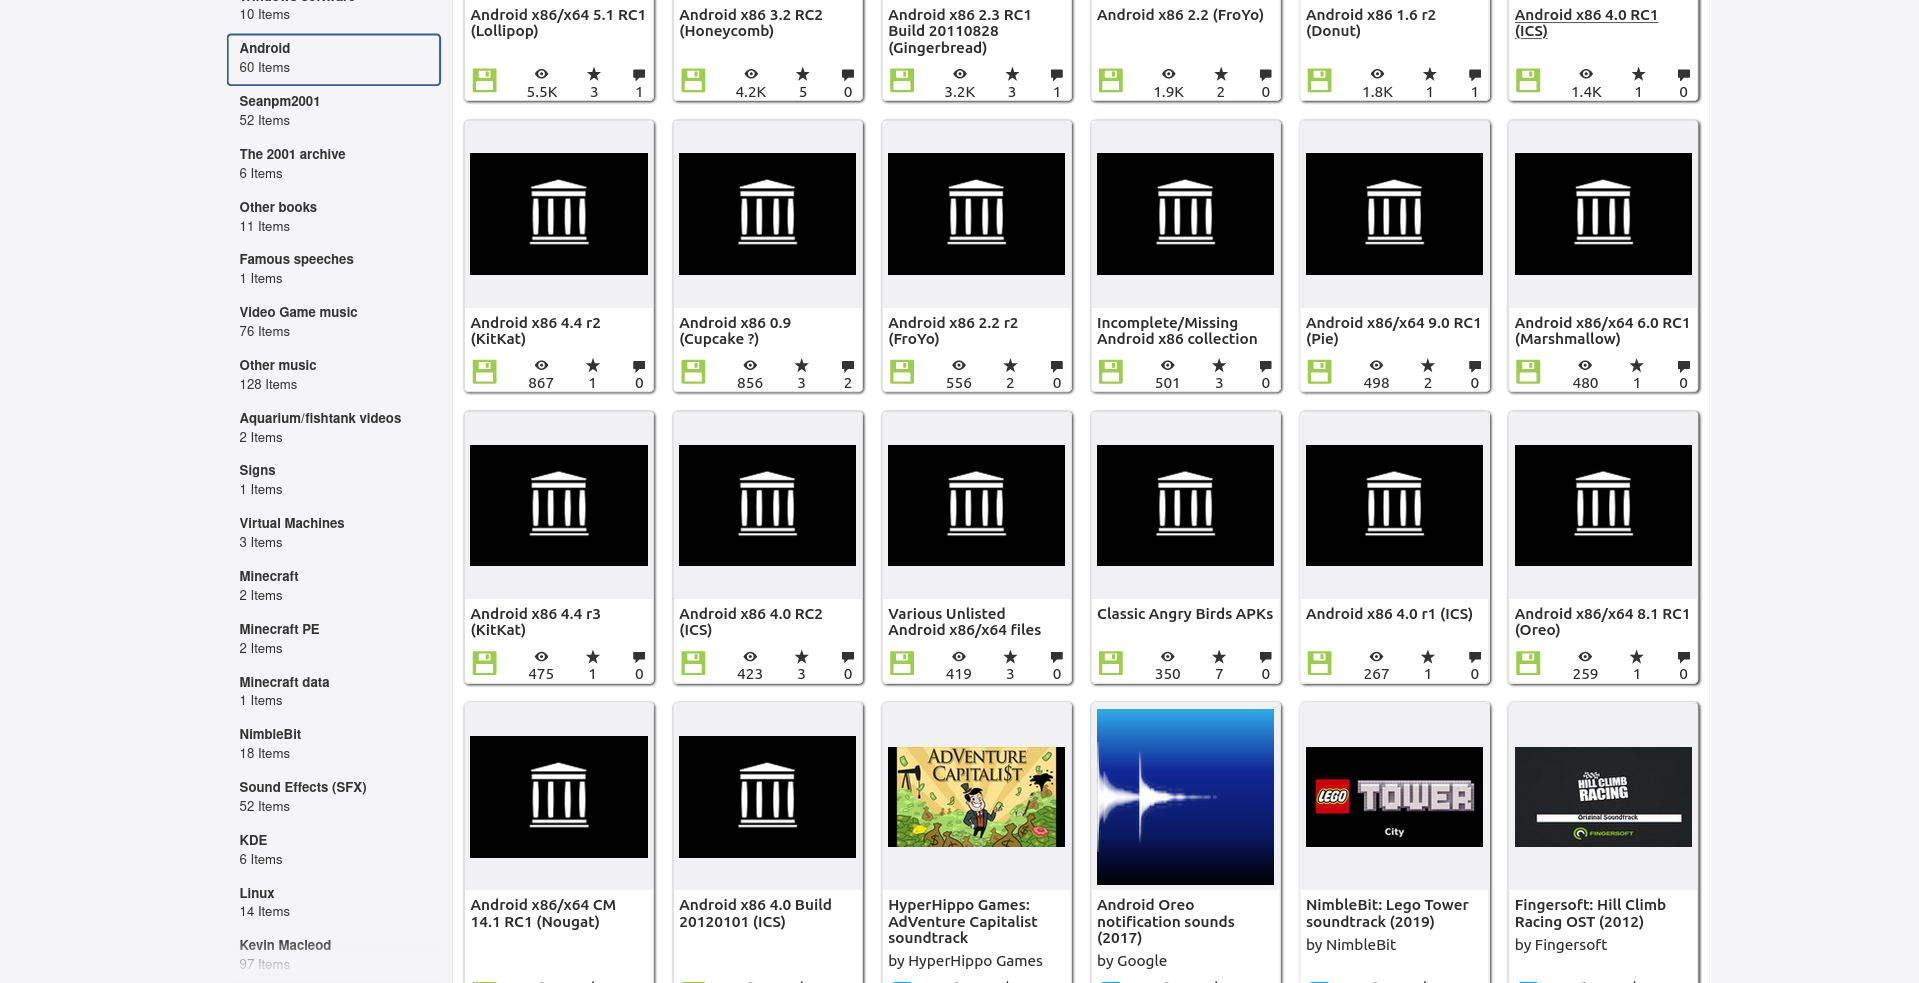 10 Items
Android
60 Items
Seanpm2001
52 Items
The 2001 archive
6 Items
Other books
11 Items
Famous speeches
1 Items
Video Game music
76 Items
Other music
128 Items
Aquarium/fishtank videos
2 Items
Signs
1 Items
Virtual Machines
3 Items
Minecraft
2 Items
Minecraft PE
2 Items
Minecraft data
1 Items
NimbleBit
18 Items
Sound Effects (SFX)
52 Items
KDE
6 Items
Linux
14 Items
Kevin Macleod
97 Items
Android x86/x64 5.1 RC1
(Lollipop)
5.5K 3 1
Android x86 3.2 RC2
(Honeycomb)
4.2K 5 0
Android x86 2.3 RC1
Build 20110828
(Gingerbread)
3.2K 3 1
Android x86 2.2 (FroYo)
1.9K 2 0
Android x86 1.6 r2
(Donut)
1.8K 1 1
Android x86 4.0 RC1
(ICS)
1.4K 1 0
Android x86 4.4 r2
(KitKat)
867 1 0
Android x86 0.9
(Cupcake ?)
856 3 2
Android x86 2.2 r2
(FroYo)
556 2 0
Incomplete/Missing
Android x86 collection
501 3 0
Android x86/x64 9.0 RC1
(Pie)
498 2 0
Android x86/x64 6.0 RC1
(Marshmallow)
480 1 0
Android x86 4.4 r3
(KitKat)
475 1 0
Android x86 4.0 RC2
(ICS)
423 3 0
Various Unlisted
Android x86/x64 files
419 3 0
Classic Angry Birds APKs
350 7 0
Android x86 4.0 r1 (ICS)
267 1 0
Android x86/x64 8.1 RC1
(Oreo)
259 1 0
Android x86/x64 CM
14.1 RC1 (Nougat)
Android x86 4.0 Build
20120101 (ICS)
ADVENTURE
CAPITALI$T
HyperHippo Games:
AdVenture Capitalist
soundtrack
by HyperHippo Games
Android Oreo
notification sounds
(2017)
by Google
LEGO TOWER
City
NimbleBit: Lego Tower
soundtrack (2019)
by NimbleBit
HILL CLIMB
RACING
Original Soundtrack
FINGERSOFT
Fingersoft: Hill Climb
Racing OST (2012)
by Fingersoft